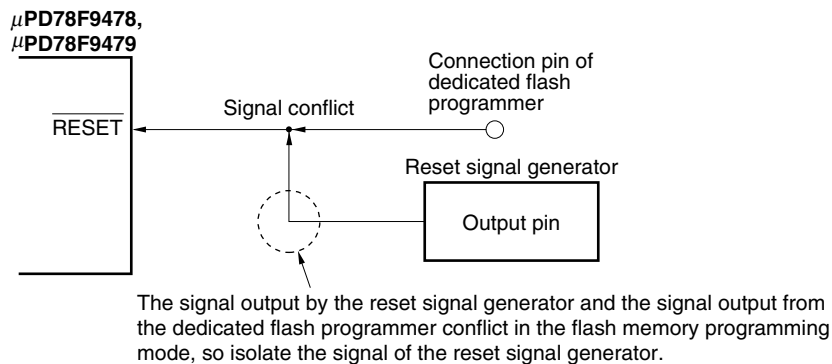 μPD78F9478,
μPD78F9479
Connection pin of
dedicated flash
programmer
Signal conflict
RESET
Reset signal generator
Output pin
The signal output by the reset signal generator and the signal output from
the dedicated flash programmer conflict in the flash memory programming
mode, so isolate the signal of the reset signal generator.